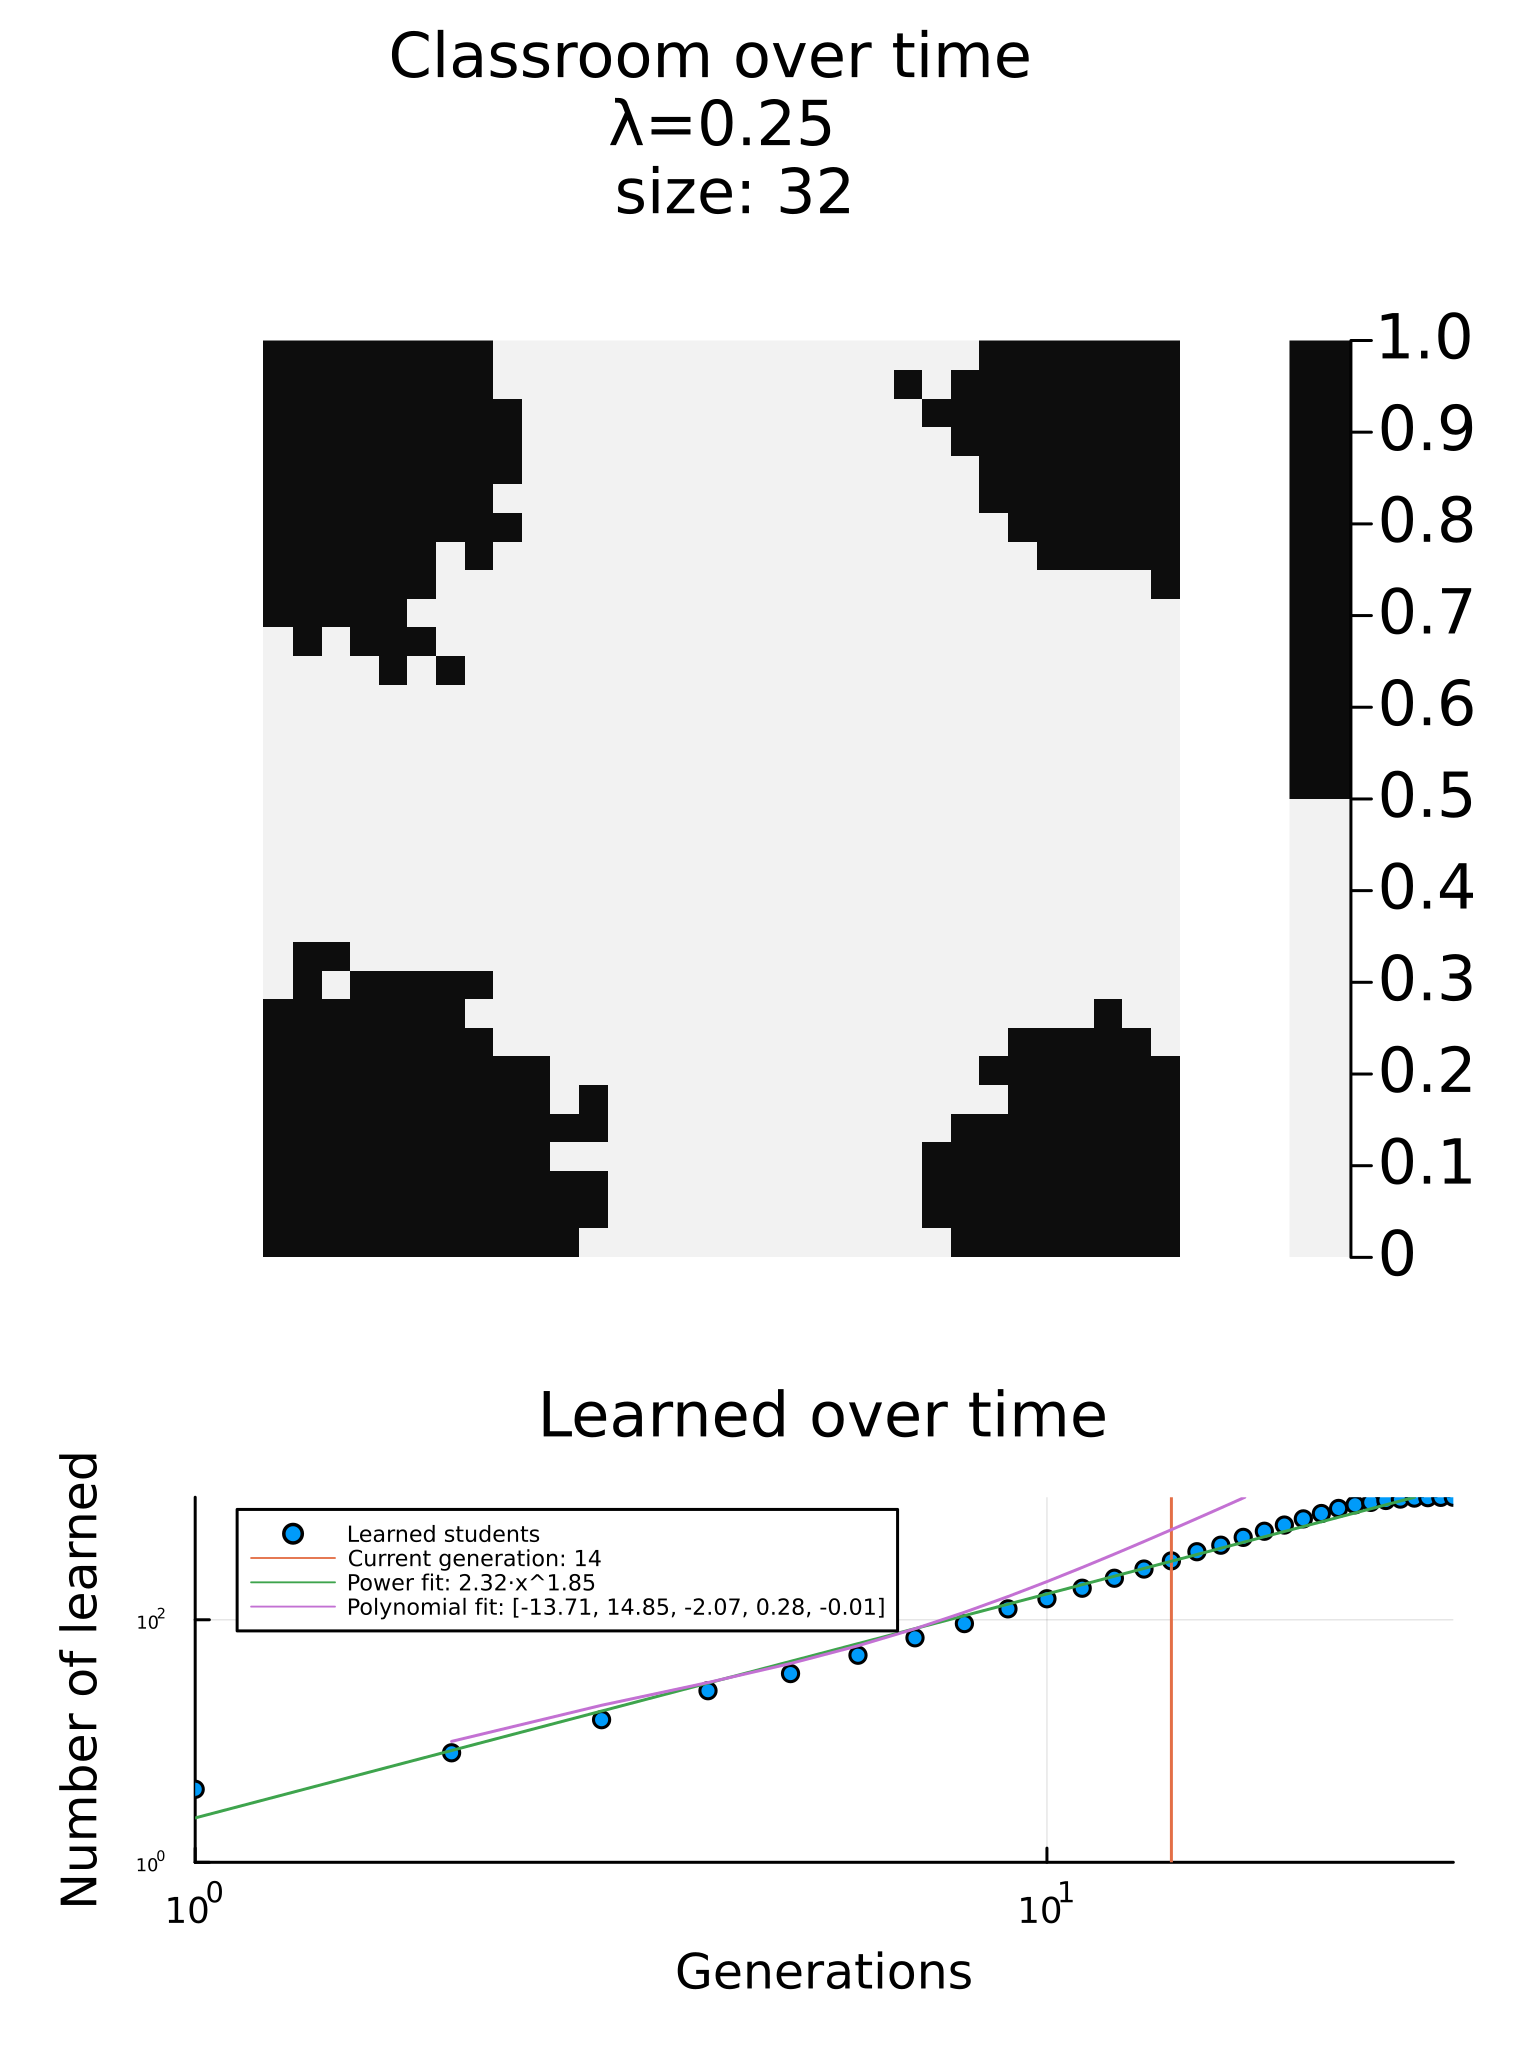 Classroom over time
λ=0.25
size: 32
1.0
0.9
0.8
0.7
0.6
0.5
0.4
0.3
0.2
0.1
0
Learned over time
Number of learned
Learned students
Current generation: 14
Power fit: 2.32·x^1.85
Polynomial fit: [-13.71, 14.85, -2.07, 0.28, -0.01]
10²
10⁰
10⁰
10¹
Generations